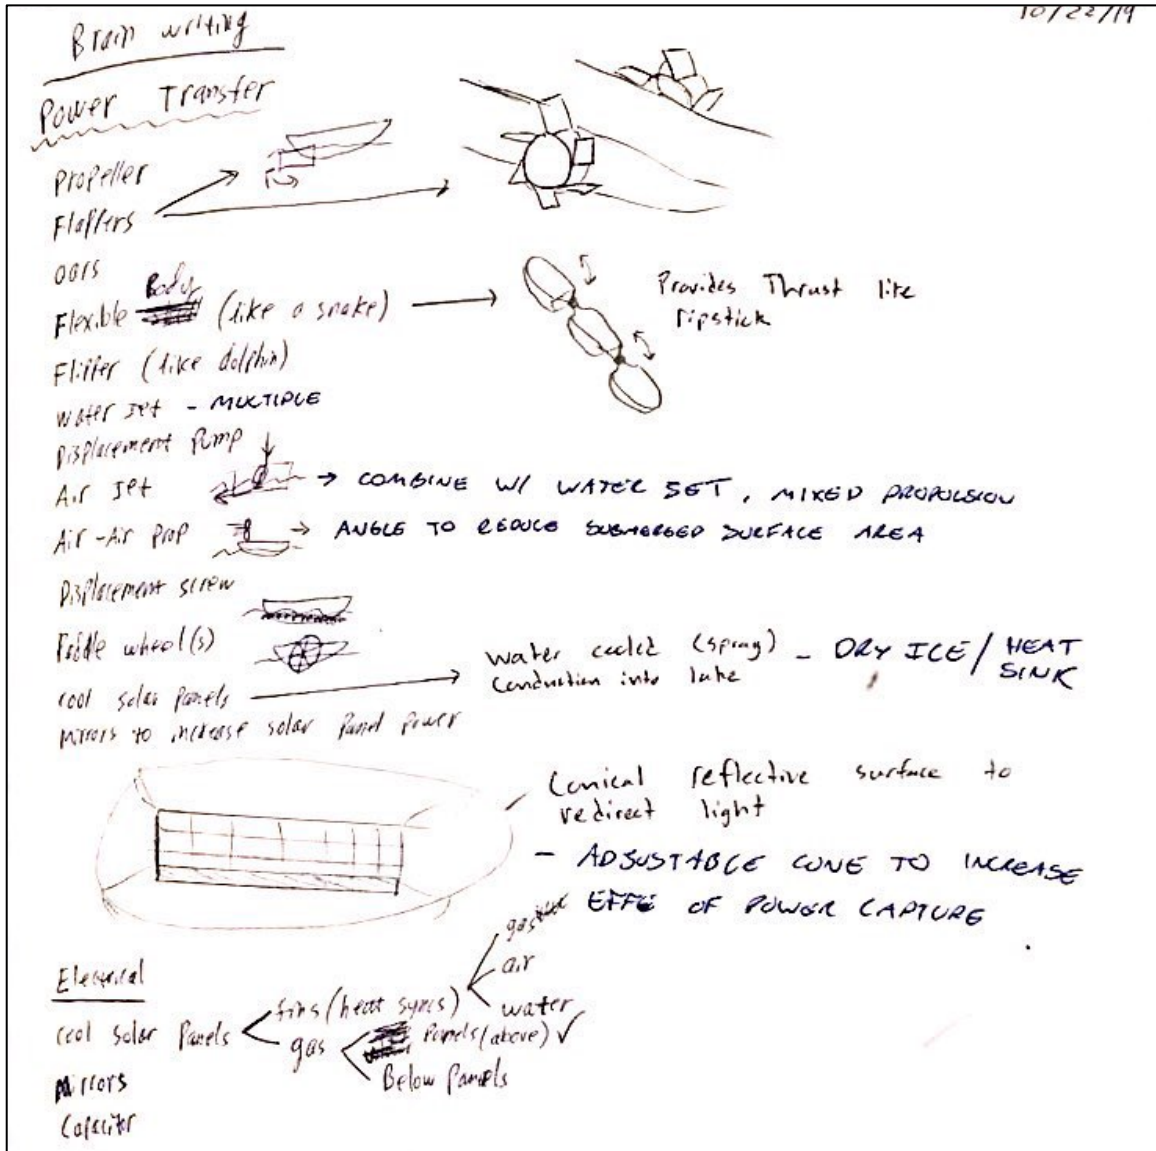 10/22/19
Brain writing
Power Transfer
Propeller
Flappers
oars
Flexible Body (like a snake)
Provides Thrust like
ripstick
Flipper (like dolphin)
Water Jet - MULTIPLE
Displacement Pump
Air Jet → COMBINE W/ WATER JET, MIXED PROPULSION
Air-Air prop → ANGLE TO REDUCE SUBMERGED SURFACE AREA
Displacement screw
Paddle wheel(s)
cool solar panels → Water cooled (spray) - DRY ICE / HEAT SINK
Conduction into lake
Mirrors to increase solar panel power
Conical reflective surface to
redirect light
- ADJUSTABLE CONE TO INCREASE
EFFE OF POWER CAPTURE
Electrical
cool solar panels < fins (heat syncs) < gas
air
water
gas < Panels (above) ✓
Below Panels
Mirrors
Capaciter